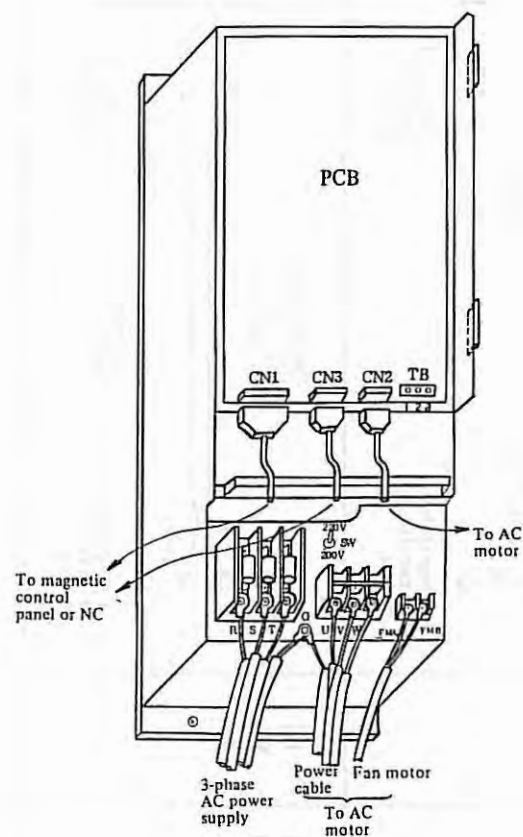 PCB
CN1 CN3 CN2 TB
1 2 3
220V
SW
200V
To AC
motor
To magnetic
control
panel or NC
R S T G U V W FMA FMB
3-phase
AC power
supply
Power
cable
Fan motor
To AC
motor